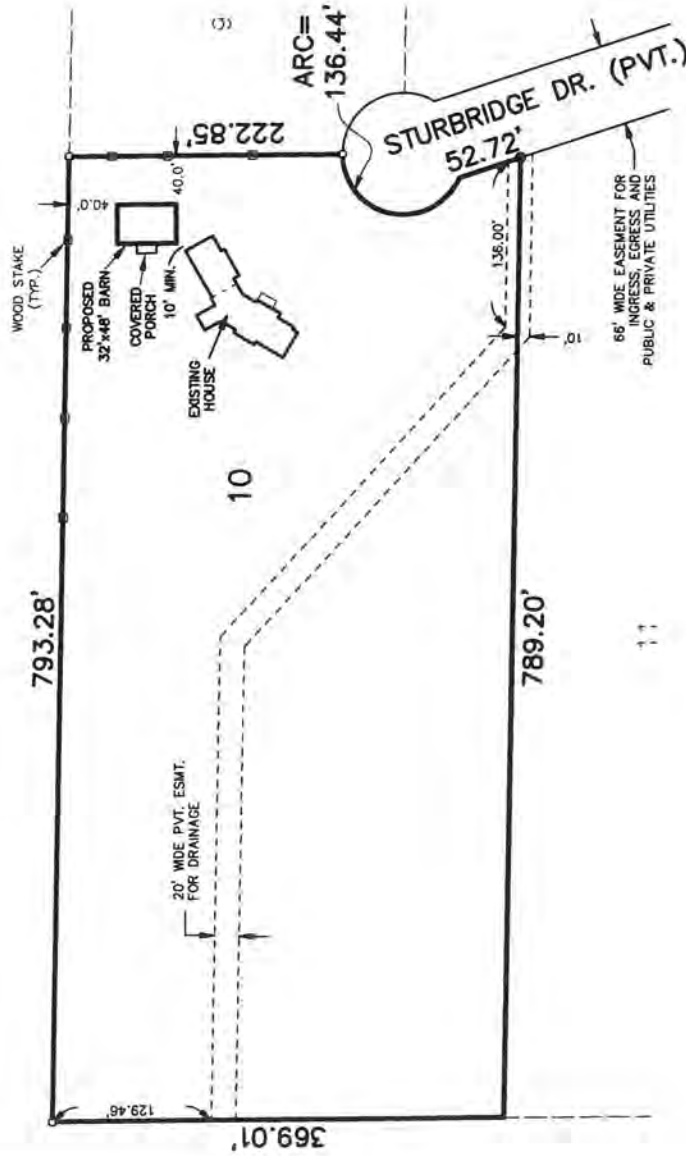 (C)
ARC=
136.44'
STURBRIDGE DR. (PVT.)
52.72'
222.85'
40.0'
40.0'
WOOD STAKE
(TYP.)
PROPOSED
32'x48' BARN
COVERED
PORCH
10' MIN.
EXISTING
HOUSE
136.00'
10'
66' WIDE EASEMENT FOR
INGRESS, EGRESS AND
PUBLIC & PRIVATE UTILITIES
10
793.28'
789.20'
11
20' WIDE PVT. ESMT.
FOR DRAINAGE
129.46'
369.01'